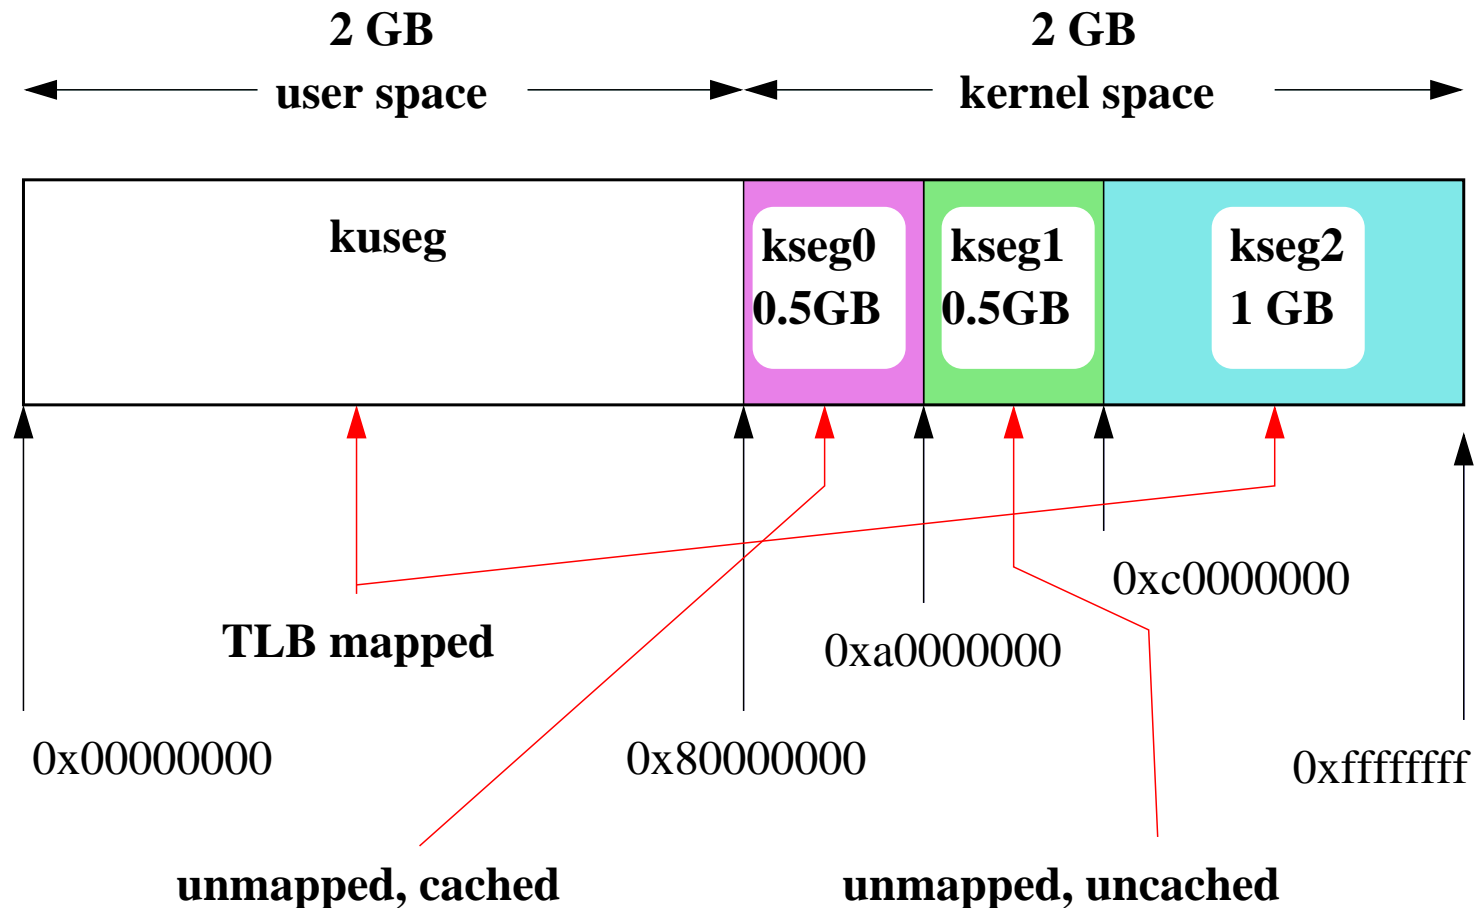 2 GB
2 GB
user space
kernel space
kuseg
kseg0
0.5GB
kseg1
0.5GB
kseg2
1 GB
0xc0000000
TLB mapped
0xa0000000
0x00000000
0x80000000
0xffffffff
unmapped, cached
unmapped, uncached